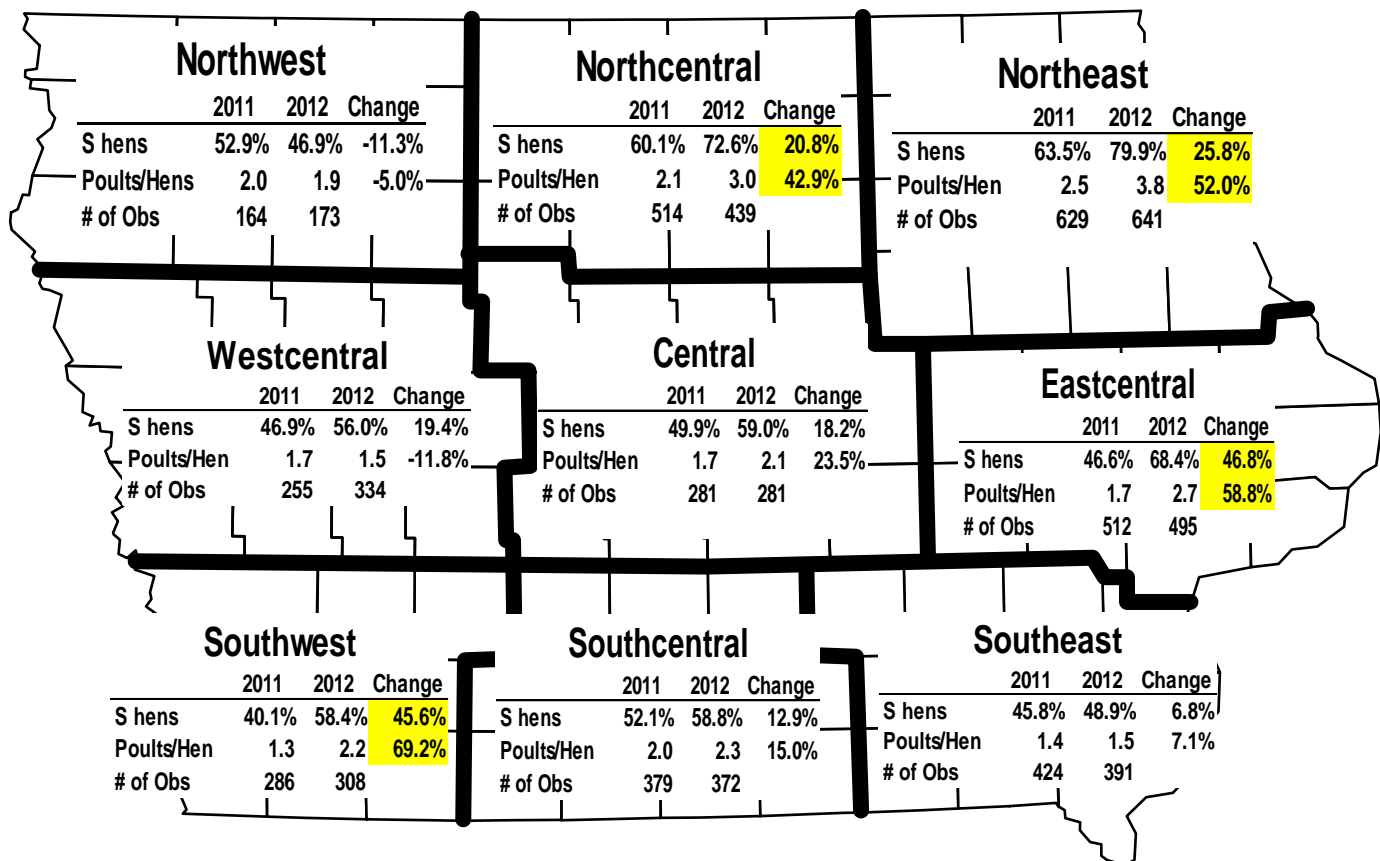 Northwest
2011 2012 Change
S hens 52.9% 46.9% -11.3%
Poults/Hens 2.0 1.9 -5.0%
# of Obs 164 173
Northcentral
2011 2012 Change
S hens 60.1% 72.6% 20.8%
Poults/Hen 2.1 3.0 42.9%
# of Obs 514 439
Northeast
2011 2012 Change
S hens 63.5% 79.9% 25.8%
Poults/Hen 2.5 3.8 52.0%
# of Obs 629 641
Westcentral
2011 2012 Change
S hens 46.9% 56.0% 19.4%
Poults/Hen 1.7 1.5 -11.8%
# of Obs 255 334
Central
2011 2012 Change
S hens 49.9% 59.0% 18.2%
Poults/Hen 1.7 2.1 23.5%
# of Obs 281 281
Eastcentral
2011 2012 Change
S hens 46.6% 68.4% 46.8%
Poults/Hen 1.7 2.7 58.8%
# of Obs 512 495
Southwest
2011 2012 Change
S hens 40.1% 58.4% 45.6%
Poults/Hen 1.3 2.2 69.2%
# of Obs 286 308
Southcentral
2011 2012 Change
S hens 52.1% 58.8% 12.9%
Poults/Hen 2.0 2.3 15.0%
# of Obs 379 372
Southeast
2011 2012 Change
S hens 45.8% 48.9% 6.8%
Poults/Hen 1.4 1.5 7.1%
# of Obs 424 391